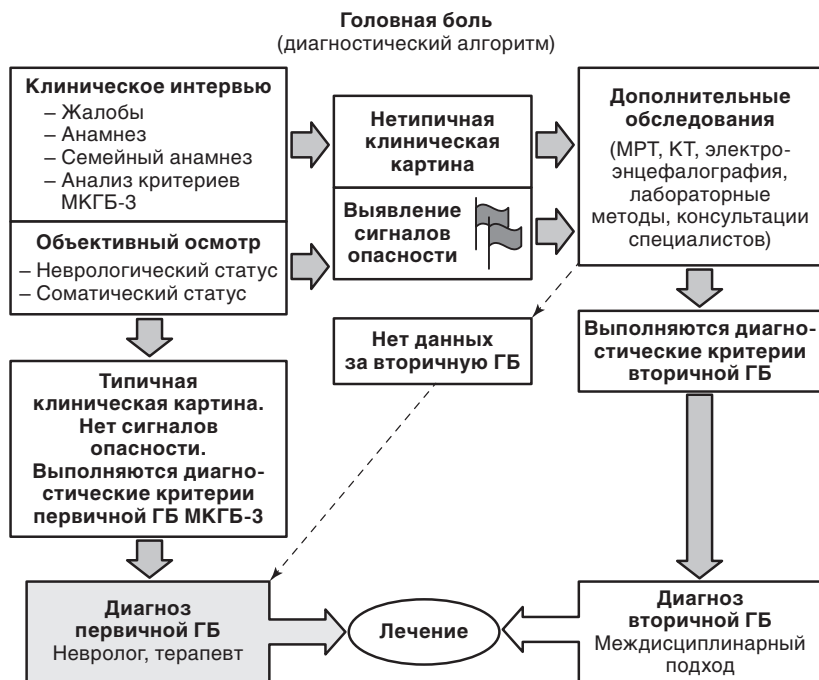 Головная боль
(диагностический алгоритм)
Клиническое интервью
– Жалобы
– Анамнез
– Семейный анамнез
– Анализ критериев
МКГБ-3
Объективный осмотр
– Неврологический статус
– Соматический статус
Нетипичная
клиническая
картина
Выявление
сигналов
опасности
Дополнительные
обследования
(МРТ, КТ, электро-
энцефалография,
лабораторные
методы, консультации
специалистов)
Нет данных
за вторичную ГБ
Выполняются диагно-
стические критерии
вторичной ГБ
Типичная
клиническая картина.
Нет сигналов
опасности.
Выполняются диагно-
стические критерии
первичной ГБ МКГБ-3
Диагноз
первичной ГБ
Невролог, терапевт
Лечение
Диагноз
вторичной ГБ
Междисциплинарный
подход